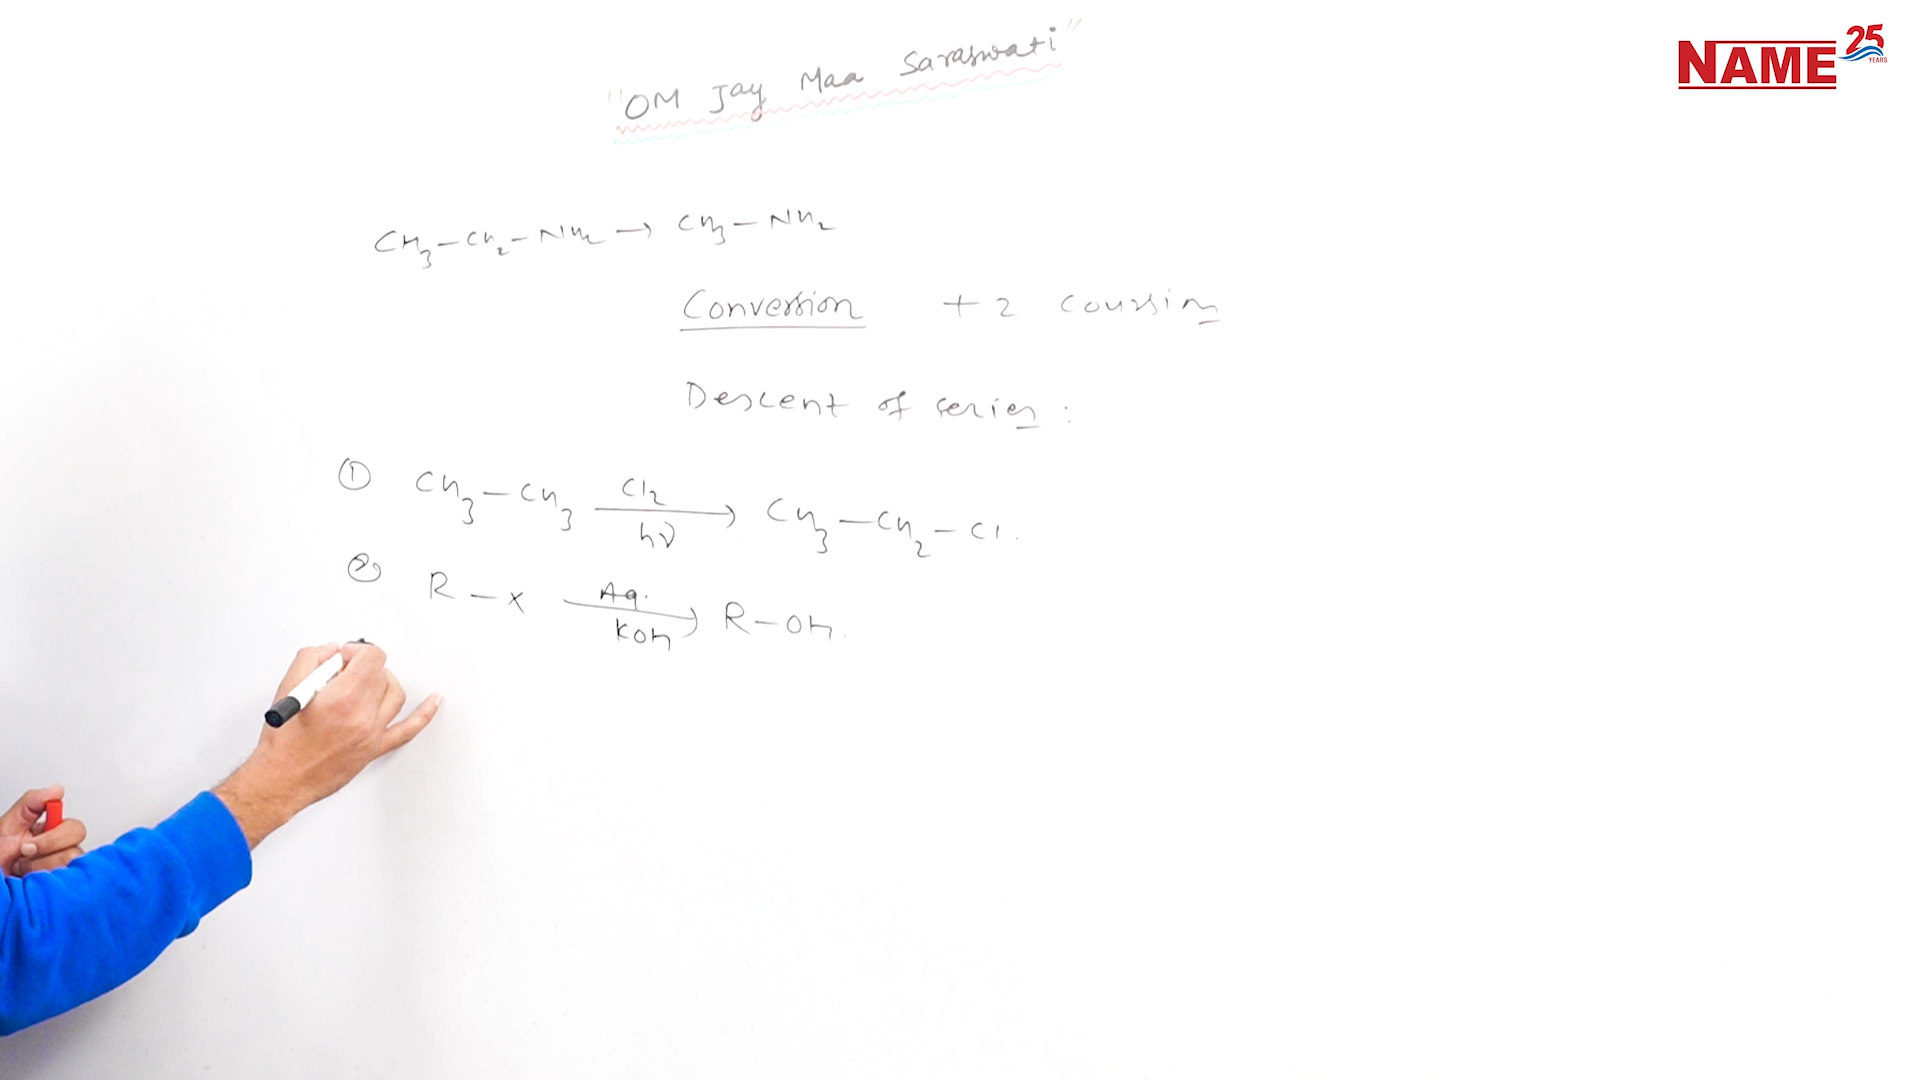 "OM Jay Maa Saraswati"
NAME 25 YEARS
CH3-CH2-NH2 → CH3-NH2
Conversion +2
Descent of series:
① CH3-CH3 Cl2 hν → CH3-CH2-Cl.
② R-X Aq. KOH → R-OH.